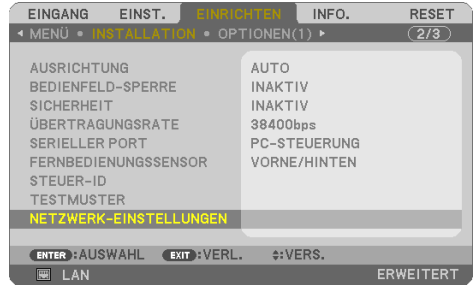 EINGANG EINST. EINRICHTEN INFO. RESET
◂ MENÜ • INSTALLATION • OPTIONEN(1) ▸ 2/3
AUSRICHTUNG AUTO
BEDIENFELD-SPERRE INAKTIV
SICHERHEIT INAKTIV
ÜBERTRAGUNGSRATE 38400bps
SERIELLER PORT PC-STEUERUNG
FERNBEDIENUNGSSENSOR VORNE/HINTEN
STEUER-ID
TESTMUSTER
NETZWERK-EINSTELLUNGEN
ENTER :AUSWAHL EXIT :VERL. ▴▾:VERS.
LAN ERWEITERT